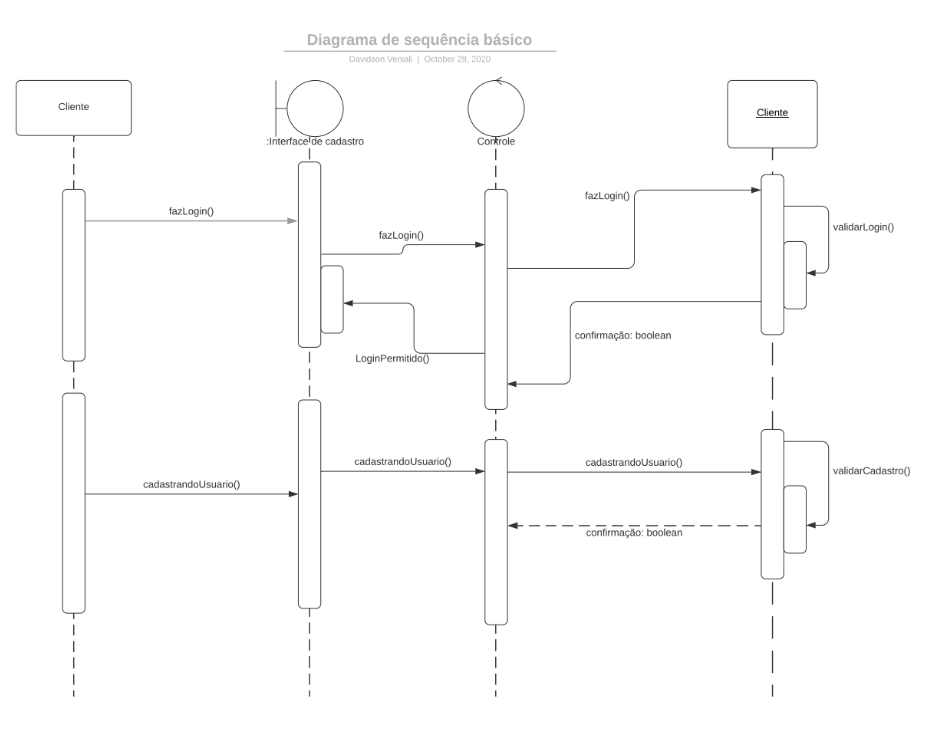 Diagrama de sequência básico
Davidson Veniali | October 29, 2020
Cliente
:Interface de cadastro
Controle
Cliente
fazLogin()
fazLogin()
fazLogin()
validarLogin()
confirmação: boolean
LoginPermitido()
cadastrandoUsuario()
cadastrandoUsuario()
cadastrandoUsuario()
validarCadastro()
confirmação: boolean